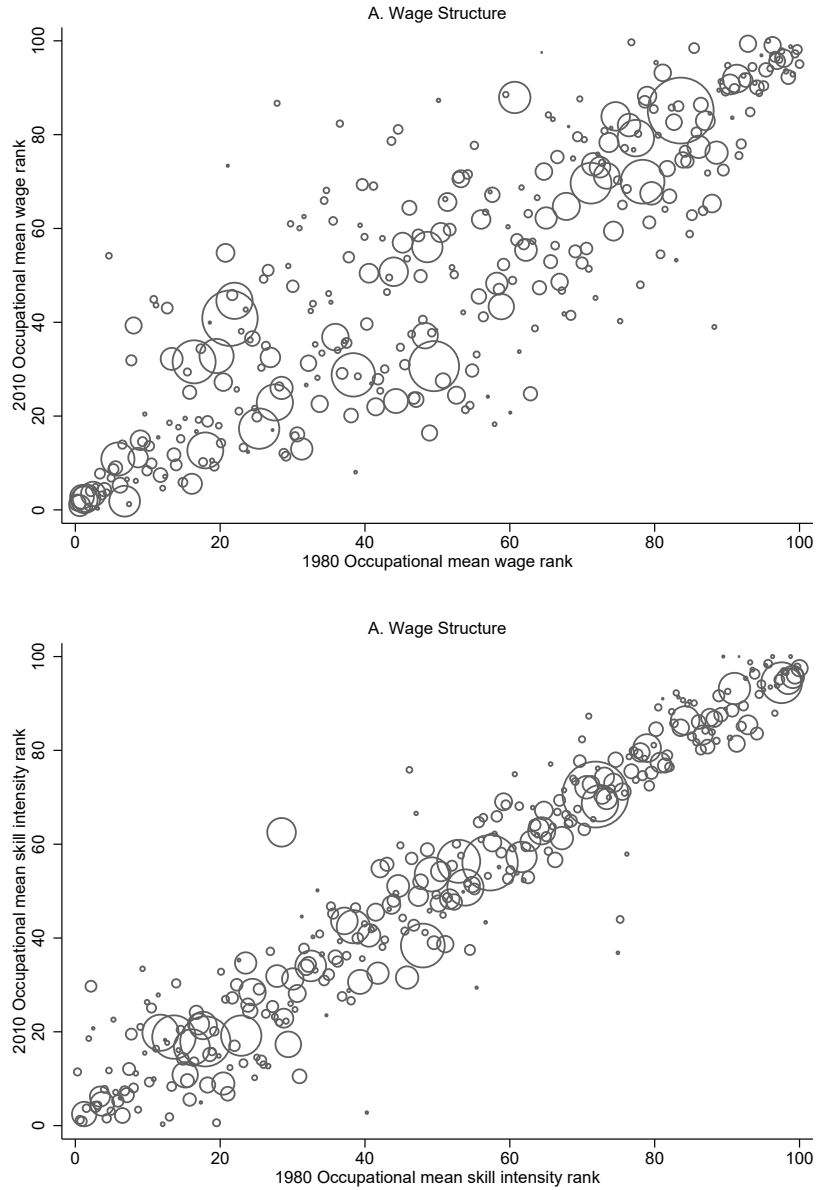 A. Wage Structure
2010 Occupational mean wage rank
100
80
60
40
20
0
0 20 40 60 80 100
1980 Occupational mean wage rank
A. Wage Structure
2010 Occupational mean skill intensity rank
100
80
60
40
20
0
0 20 40 60 80 100
1980 Occupational mean skill intensity rank